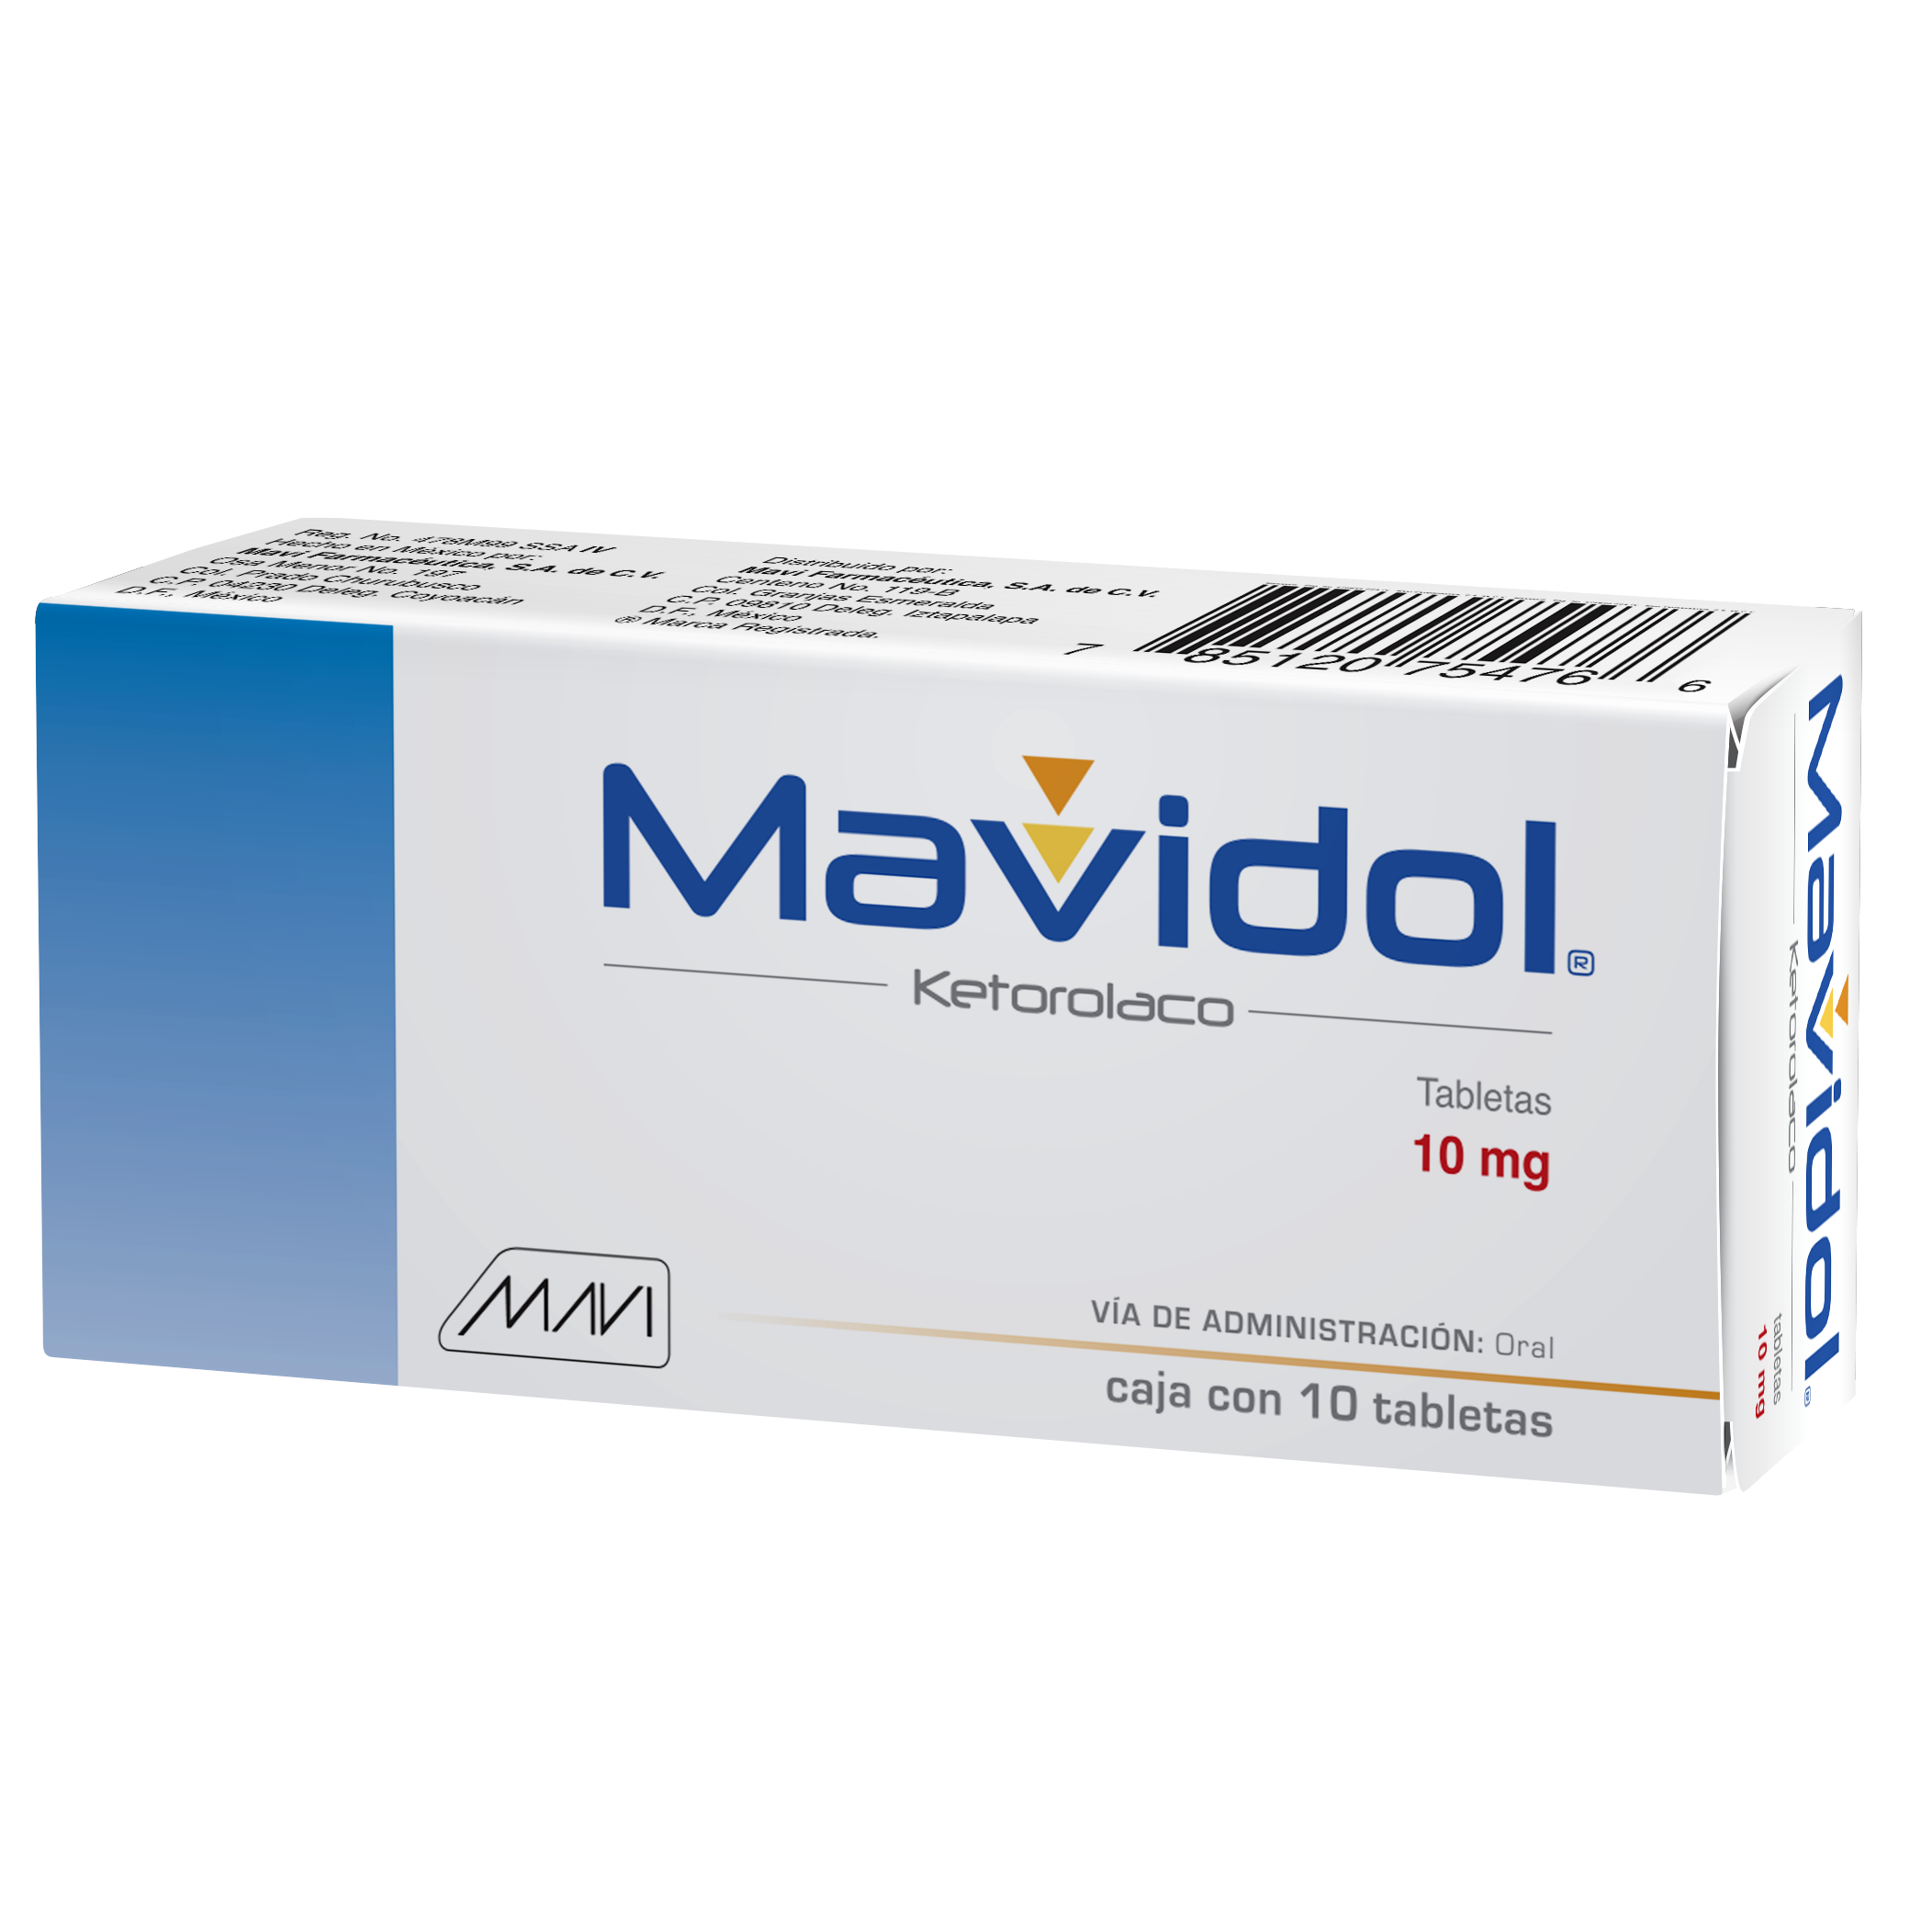 Reg. No. 478M99 SSA IV
Hecho en México por:
Mavi Farmacéutica, S.A. de C.V.
Osa Menor No. 197
Col. Prado Churubusco
C.P. 04230 Deleg. Coyoacán
D.F., México
Distribuido por:
Mavi Farmacéutica, S.A. de C.V.
Centeno No. 119-B
Col. Granjas Esmeralda
C.P. 09810 Deleg. Iztapalapa
D.F., México
® Marca Registrada.
7 85120 75476 6
Mavidol®
Ketorolaco
Tabletas
10 mg
MAVI
VÍA DE ADMINISTRACIÓN: Oral
caja con 10 tabletas
Mavidol®
Ketorolaco
tabletas
10 mg